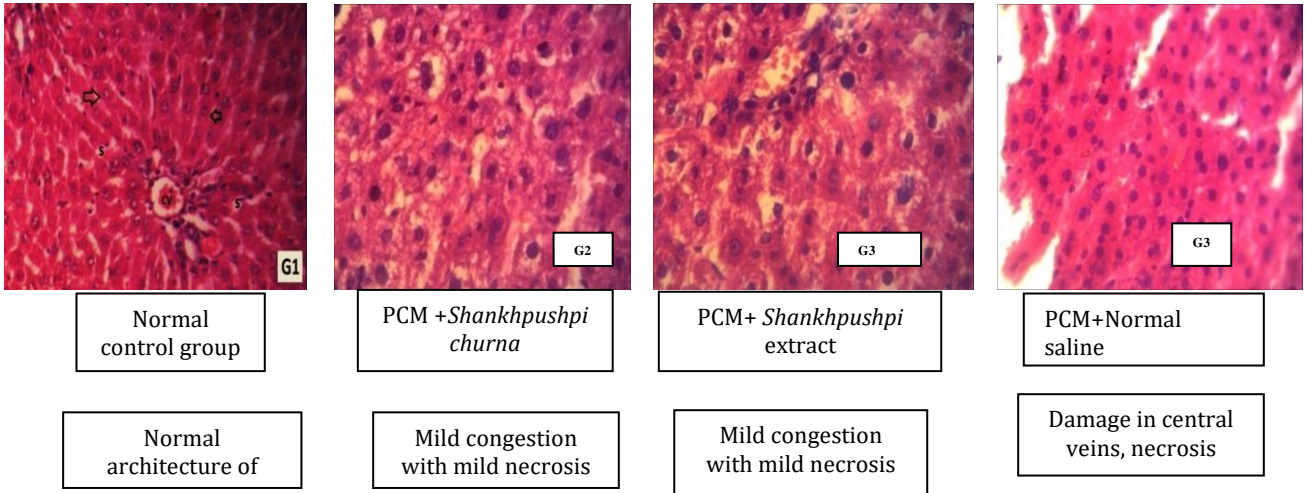 S
CV
S
G1
G2
G3
G3
Normal
control group
PCM +Shankhpushpi
churna
PCM+ Shankhpushpi
extract
PCM+Normal
saline
Normal
architecture of
Mild congestion
with mild necrosis
Mild congestion
with mild necrosis
Damage in central
veins, necrosis